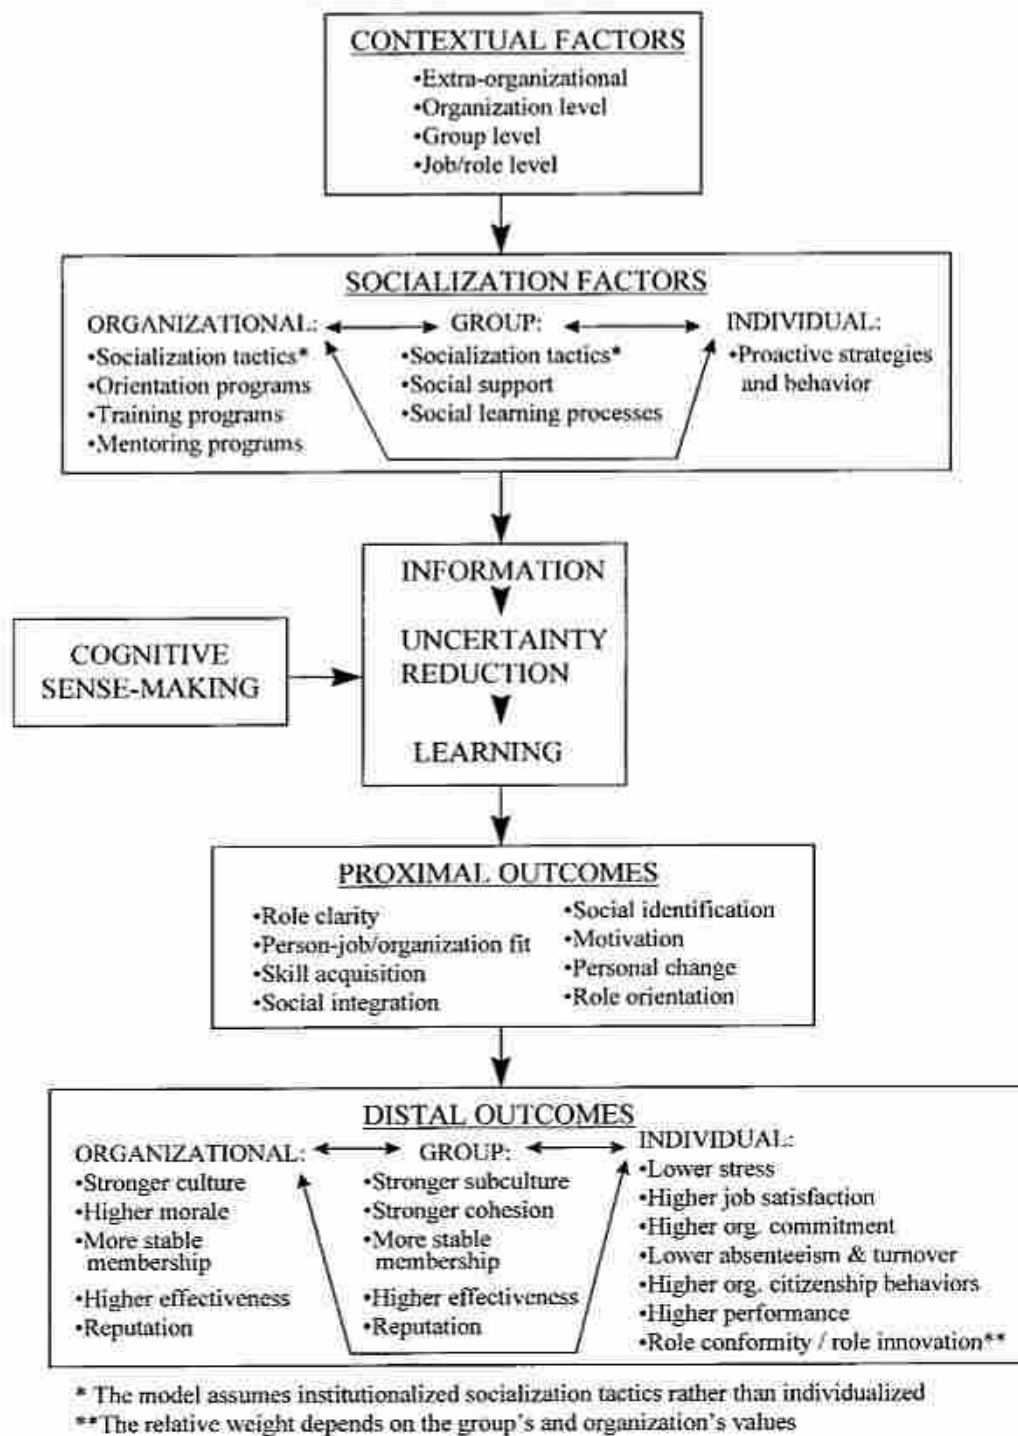 CONTEXTUAL FACTORS
•Extra-organizational
•Organization level
•Group level
•Job/role level
SOCIALIZATION FACTORS
ORGANIZATIONAL:
•Socialization tactics*
•Orientation programs
•Training programs
•Mentoring programs
GROUP:
•Socialization tactics*
•Social support
•Social learning processes
INDIVIDUAL:
•Proactive strategies
and behavior
INFORMATION
UNCERTAINTY
REDUCTION
LEARNING
COGNITIVE
SENSE-MAKING
PROXIMAL OUTCOMES
•Role clarity
•Person-job/organization fit
•Skill acquisition
•Social integration
•Social identification
•Motivation
•Personal change
•Role orientation
DISTAL OUTCOMES
ORGANIZATIONAL:
•Stronger culture
•Higher morale
•More stable
membership
•Higher effectiveness
•Reputation
GROUP:
•Stronger subculture
•Stronger cohesion
•More stable
membership
•Higher effectiveness
•Reputation
INDIVIDUAL:
•Lower stress
•Higher job satisfaction
•Higher org. commitment
•Lower absenteeism & turnover
•Higher org. citizenship behaviors
•Higher performance
•Role conformity / role innovation**
* The model assumes institutionalized socialization tactics rather than individualized
**The relative weight depends on the group's and organization's values